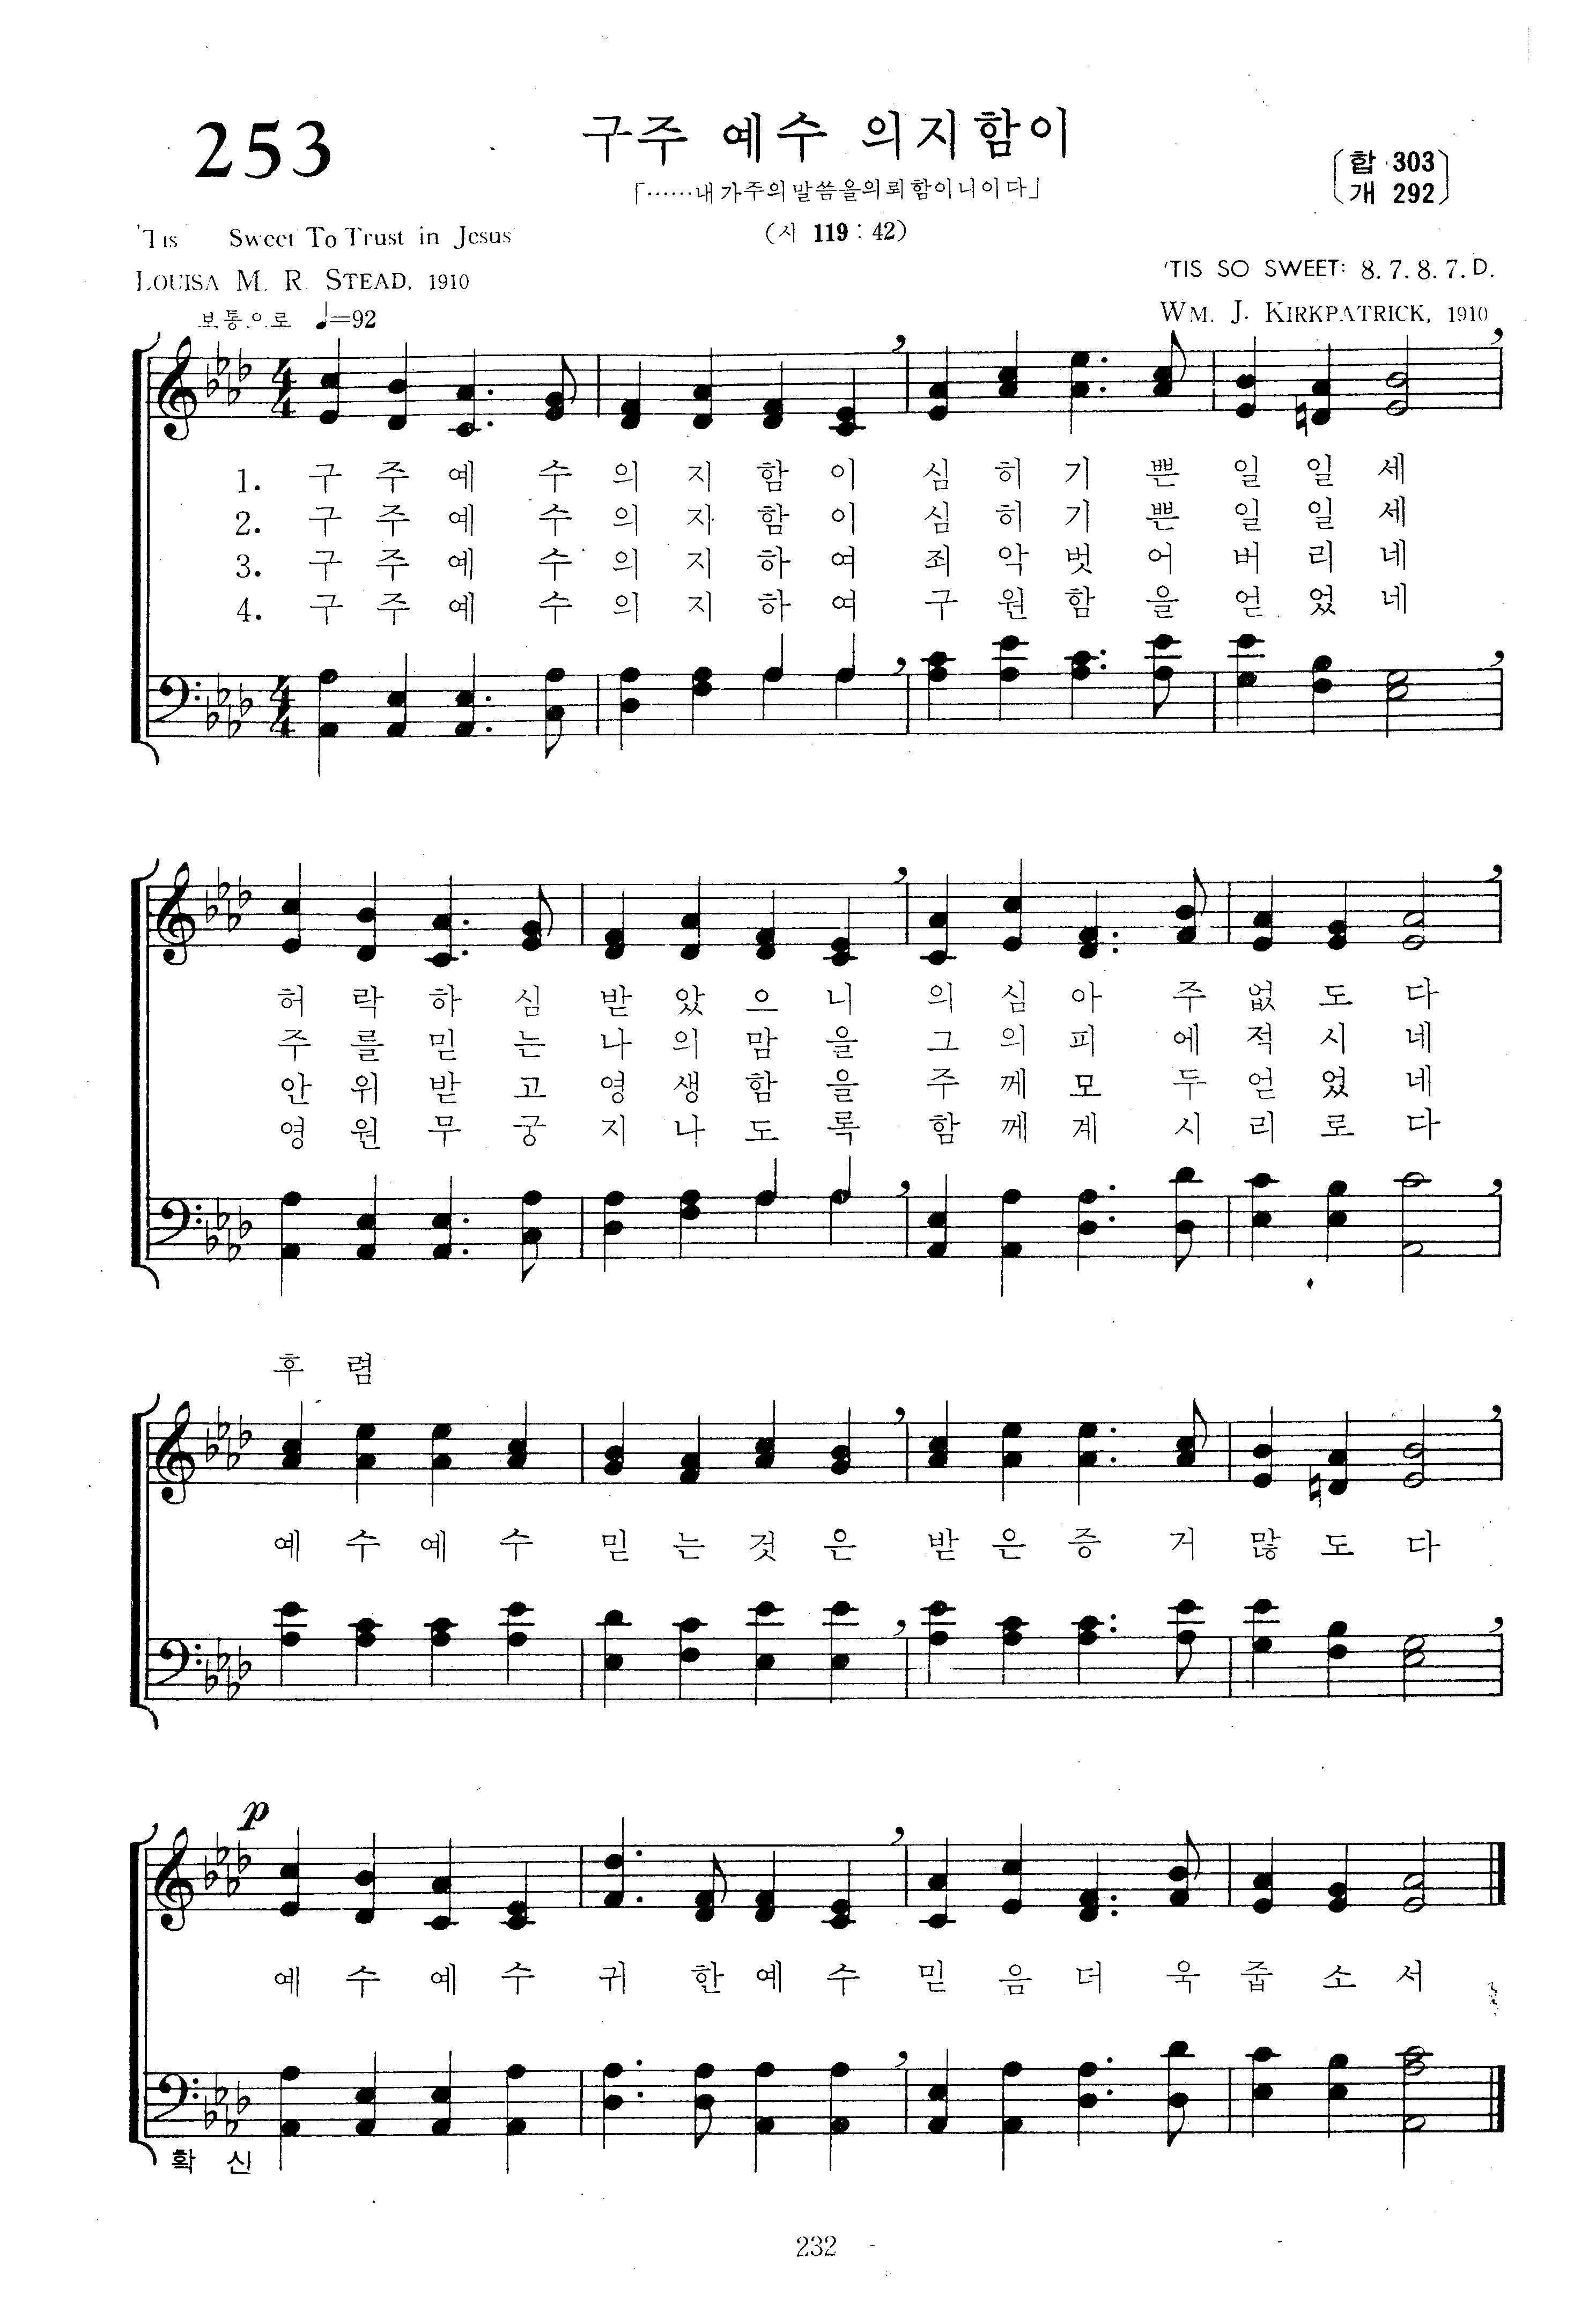 253
구주 예수 의지함이
「……내가주의말씀을의뢰함이니이다」
(시 119 : 42)
합 303
개 292
'Tis Sweet To Trust in Jesus
LOUISA M. R. STEAD, 1910
'TIS SO SWEET: 8. 7. 8. 7. D.
WM. J. KIRKPATRICK, 1910
보통으로 ♩=92
1. 구 주 예 수 의 지 함 이 심 히 기 쁜 일 일 세
2. 구 주 예 수 의 지 함 이 심 히 기 쁜 일 일 세
3. 구 주 예 수 의 지 하 여 죄 악 벗 어 버 리 네
4. 구 주 예 수 의 지 하 여 구 원 함 을 얻 었 네
허 락 하 심 받 았 으 니 의 심 아 주 없 도 다
주 를 믿 는 나 의 맘 을 그 의 피 에 적 시 네
안 위 받 고 영 생 함 을 주 께 모 두 얻 었 네
영 원 무 궁 지 나 도 록 함 께 계 시 리 로 다
후 렴
예 수 예 수 믿 는 것 은 받 은 증 거 많 도 다
p
예 수 예 수 귀 한 예 수 믿 음 더 욱 줍 소 서
확 신
232